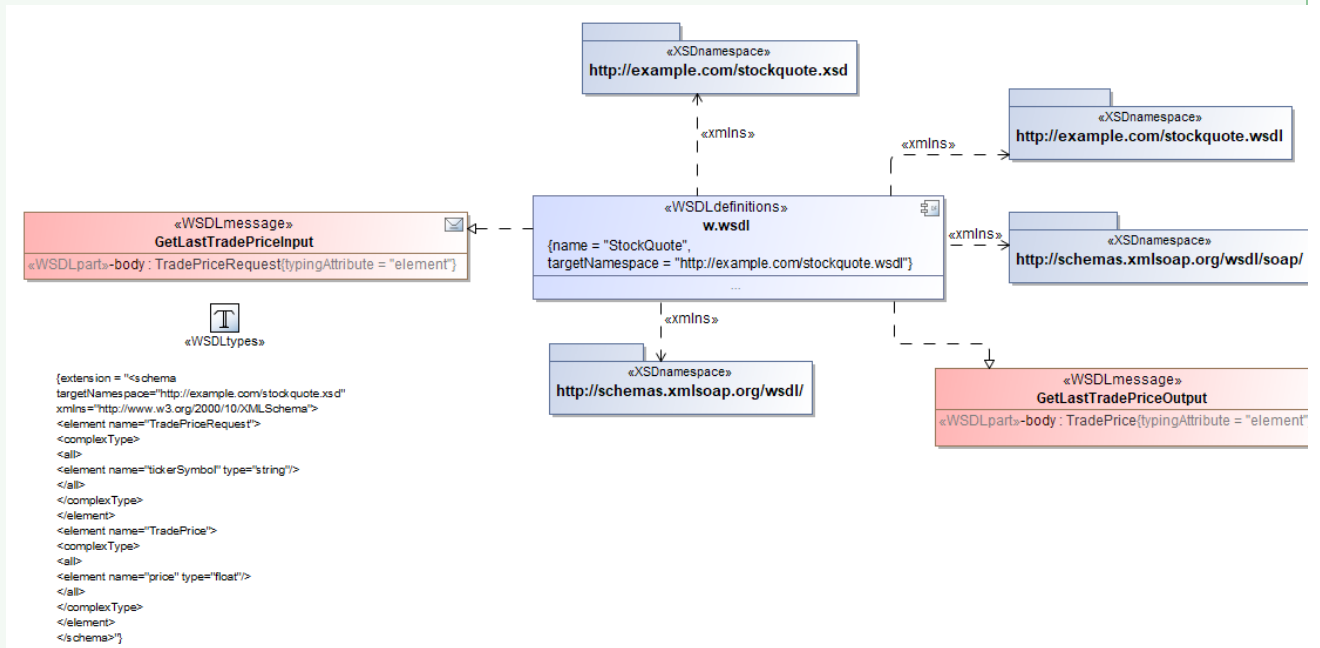 «XSDnamespace»
http://example.com/stockquote.xsd
«xmlns»
«XSDnamespace»
http://example.com/stockquote.wsdl
«xmlns»
«WSDLdefinitions»
w.wsdl
{name = "StockQuote",
targetNamespace = "http://example.com/stockquote.wsdl"}
...
«WSDLmessage»
GetLastTradePriceInput
«WSDLpart»-body : TradePriceRequest{typingAttribute = "element"}
«xmlns»
«XSDnamespace»
http://schemas.xmlsoap.org/wsdl/soap/
T
«WSDLtypes»
«xmlns»
«XSDnamespace»
http://schemas.xmlsoap.org/wsdl/
«WSDLmessage»
GetLastTradePriceOutput
«WSDLpart»-body : TradePrice{typingAttribute = "element"
{extension = "<schema
targetNamespace="http://example.com/stockquote.xsd"
xmlns="http://www.w3.org/2000/10/XMLSchema">
<element name="TradePriceRequest">
<complexType>
<all>
<element name="tickerSymbol" type="string"/>
</all>
</complexType>
</element>
<element name="TradePrice">
<complexType>
<all>
<element name="price" type="float"/>
</all>
</complexType>
</element>
</schema>"}